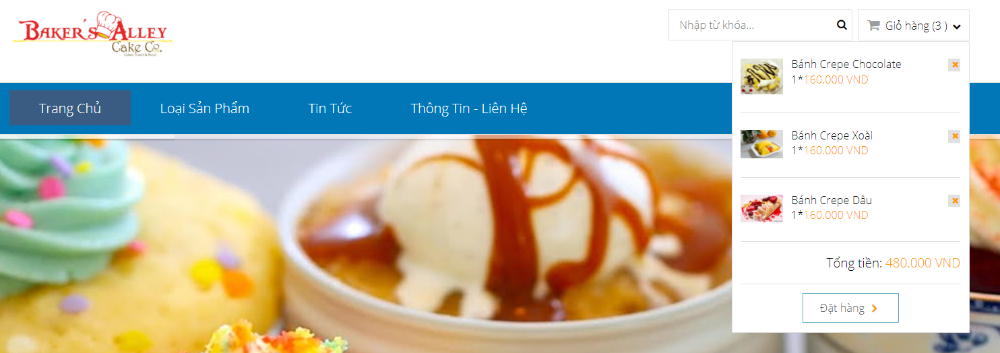 BAKER'S ALLEY
Cake Co.
Nhập từ khóa...
Giỏ hàng (3 )
Trang Chủ
Loại Sản Phẩm
Tin Tức
Thông Tin - Liên Hệ
Bánh Crepe Chocolate
1*160.000 VND
Bánh Crepe Xoài
1*160.000 VND
Bánh Crepe Dâu
1*160.000 VND
Tổng tiền: 480.000 VND
Đặt hàng